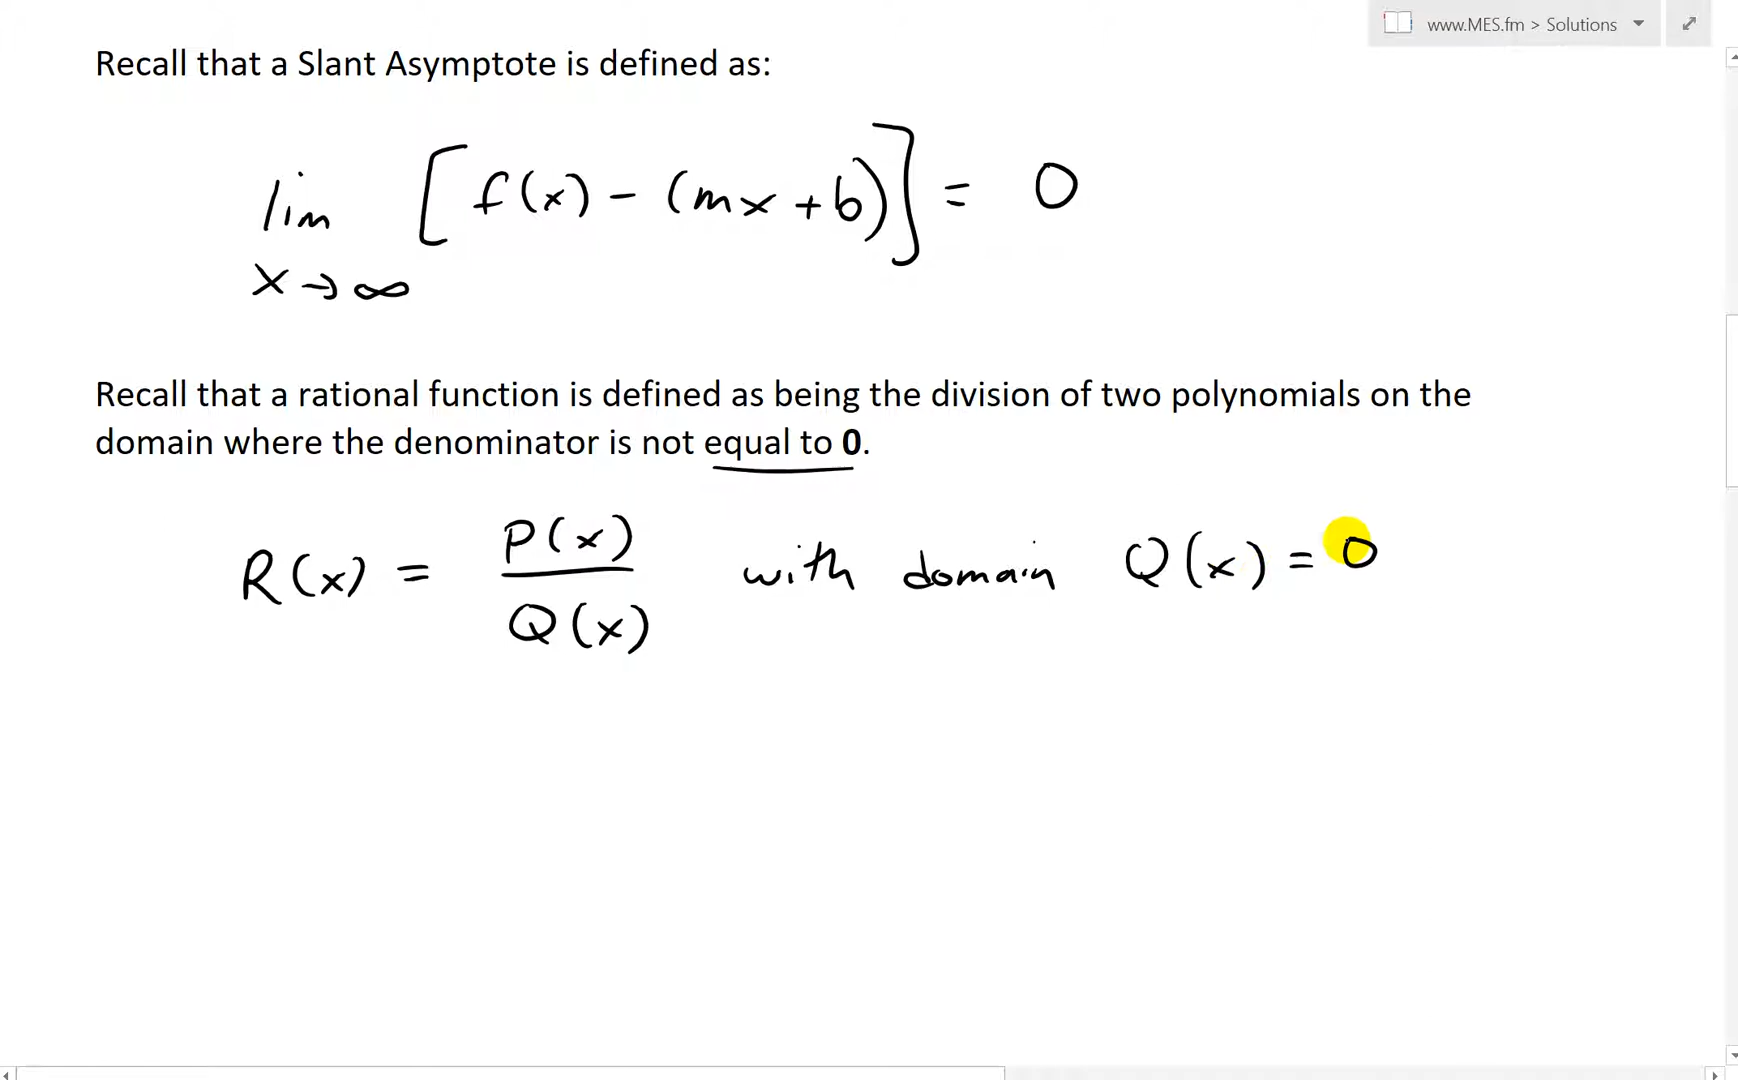 www.MES.fm > Solutions
Recall that a Slant Asymptote is defined as:
lim [f(x) - (mx + b)] = 0
x → ∞
Recall that a rational function is defined as being the division of two polynomials on the
domain where the denominator is not equal to 0.
R(x) = P(x) / Q(x) with domain Q(x) = 0